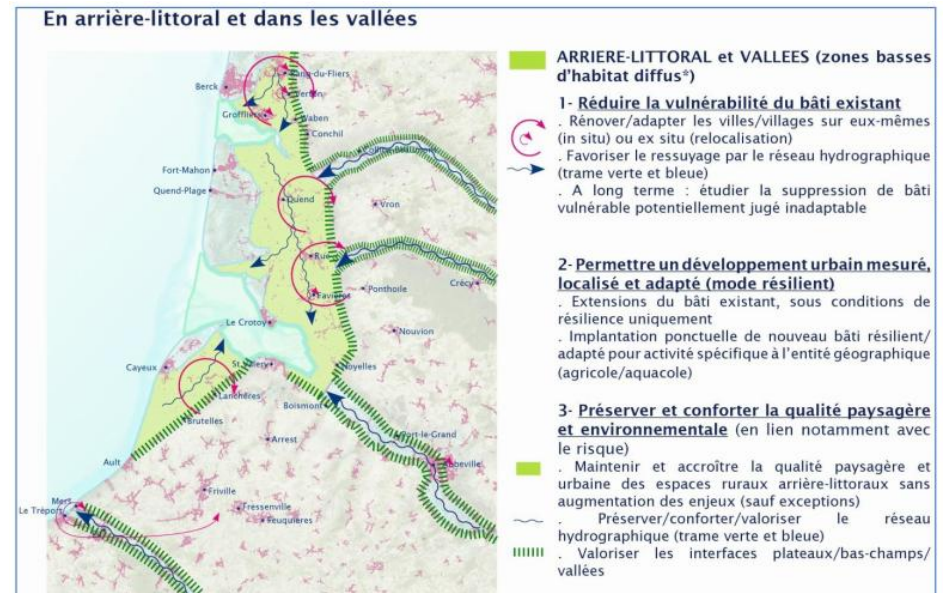 En arrière-littoral et dans les vallées
Rang-du-Fliers
Berck
Verton
Groffliers
Waben
Conchil
Fort-Mahon
Quend-Plage
Quend
Vron
Rue
Crécy
Ponthoile
Favières
Le Crotoy
Nouvion
St-Valery
Cayeux
Noyelles
Lanchères
Boismont
Brutelles
Port-le-Grand
Arrest
Abbeville
Ault
Friville
Mers
Le Tréport
Fressenville
Feuquières
ARRIERE-LITTORAL et VALLEES (zones basses
d'habitat diffus*)
1- Réduire la vulnérabilité du bâti existant
. Rénover/adapter les villes/villages sur eux-mêmes
(in situ) ou ex situ (relocalisation)
. Favoriser le ressuyage par le réseau hydrographique
(trame verte et bleue)
. A long terme : étudier la suppression de bâti
vulnérable potentiellement jugé inadaptable
2- Permettre un développement urbain mesuré,
localisé et adapté (mode résilient)
. Extensions du bâti existant, sous conditions de
résilience uniquement
. Implantation ponctuelle de nouveau bâti résilient/
adapté pour activité spécifique à l'entité géographique
(agricole/aquacole)
3- Préserver et conforter la qualité paysagère
et environnementale (en lien notamment avec
le risque)
. Maintenir et accroître la qualité paysagère et
urbaine des espaces ruraux arrière-littoraux sans
augmentation des enjeux (sauf exceptions)
. Préserver/conforter/valoriser le réseau
hydrographique (trame verte et bleue)
. Valoriser les interfaces plateaux/bas-champs/
vallées